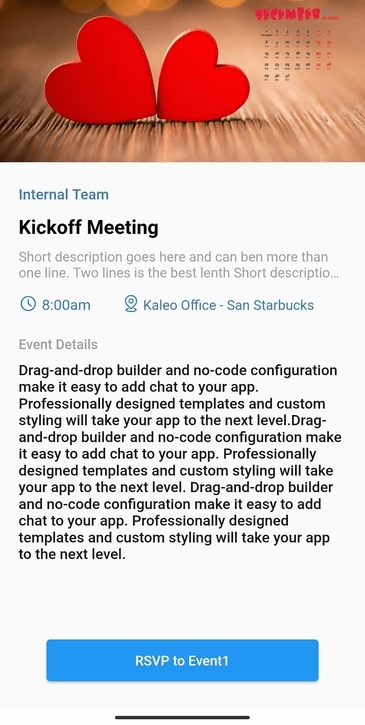 DECEMBER
Internal Team
Kickoff Meeting
Short description goes here and can ben more than
one line. Two lines is the best lenth Short descriptio...
8:00am Kaleo Office - San Starbucks
Event Details
Drag-and-drop builder and no-code configuration
make it easy to add chat to your app.
Professionally designed templates and custom
styling will take your app to the next level.Drag-
and-drop builder and no-code configuration make
it easy to add chat to your app. Professionally
designed templates and custom styling will take
your app to the next level. Drag-and-drop builder
and no-code configuration make it easy to add
chat to your app. Professionally designed
templates and custom styling will take your app
to the next level.
RSVP to Event1